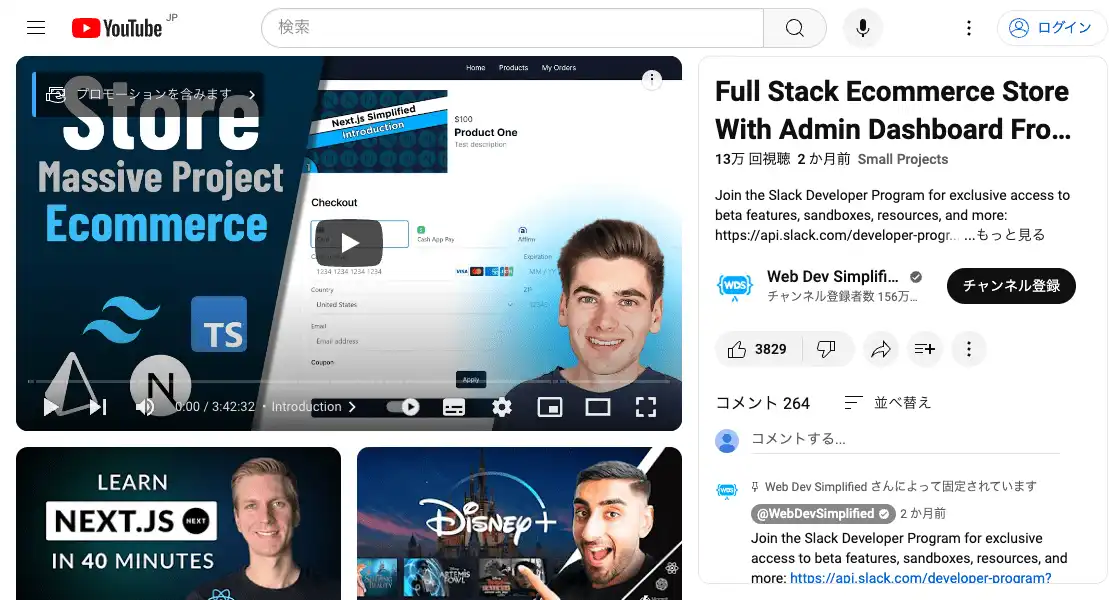 YouTube JP
検索
ログイン
プロモーションを含みます
Store
Massive Project
Ecommerce
TS
N
Home Products My Orders
Next.js Simplified
Introduction
$100
Product One
Test description
Checkout
Cash App Pay
Affirm
Expiration
1234 1234 1234 1234
VISA
MM / YY
Country
ZIP
United States
12345
Email
Email address
Coupon
Apply
0:00 / 3:42:32 • Introduction
Full Stack Ecommerce Store
With Admin Dashboard Fro…
13万 回視聴 2 か月前 Small Projects
Join the Slack Developer Program for exclusive access to
beta features, sandboxes, resources, and more:
https://api.slack.com/developer-progr... ...もっと見る
WDS
Web Dev Simplifi…
チャンネル登録者数 156万…
チャンネル登録
3829
コメント 264
並べ替え
コメントする...
WDS
Web Dev Simplified さんによって固定されています
@WebDevSimplified 2 か月前
Join the Slack Developer Program for exclusive
access to beta features, sandboxes, resources, and
more: https://api.slack.com/developer-program?
LEARN
NEXT.JS NEXT
IN 40 MINUTES
Disney+